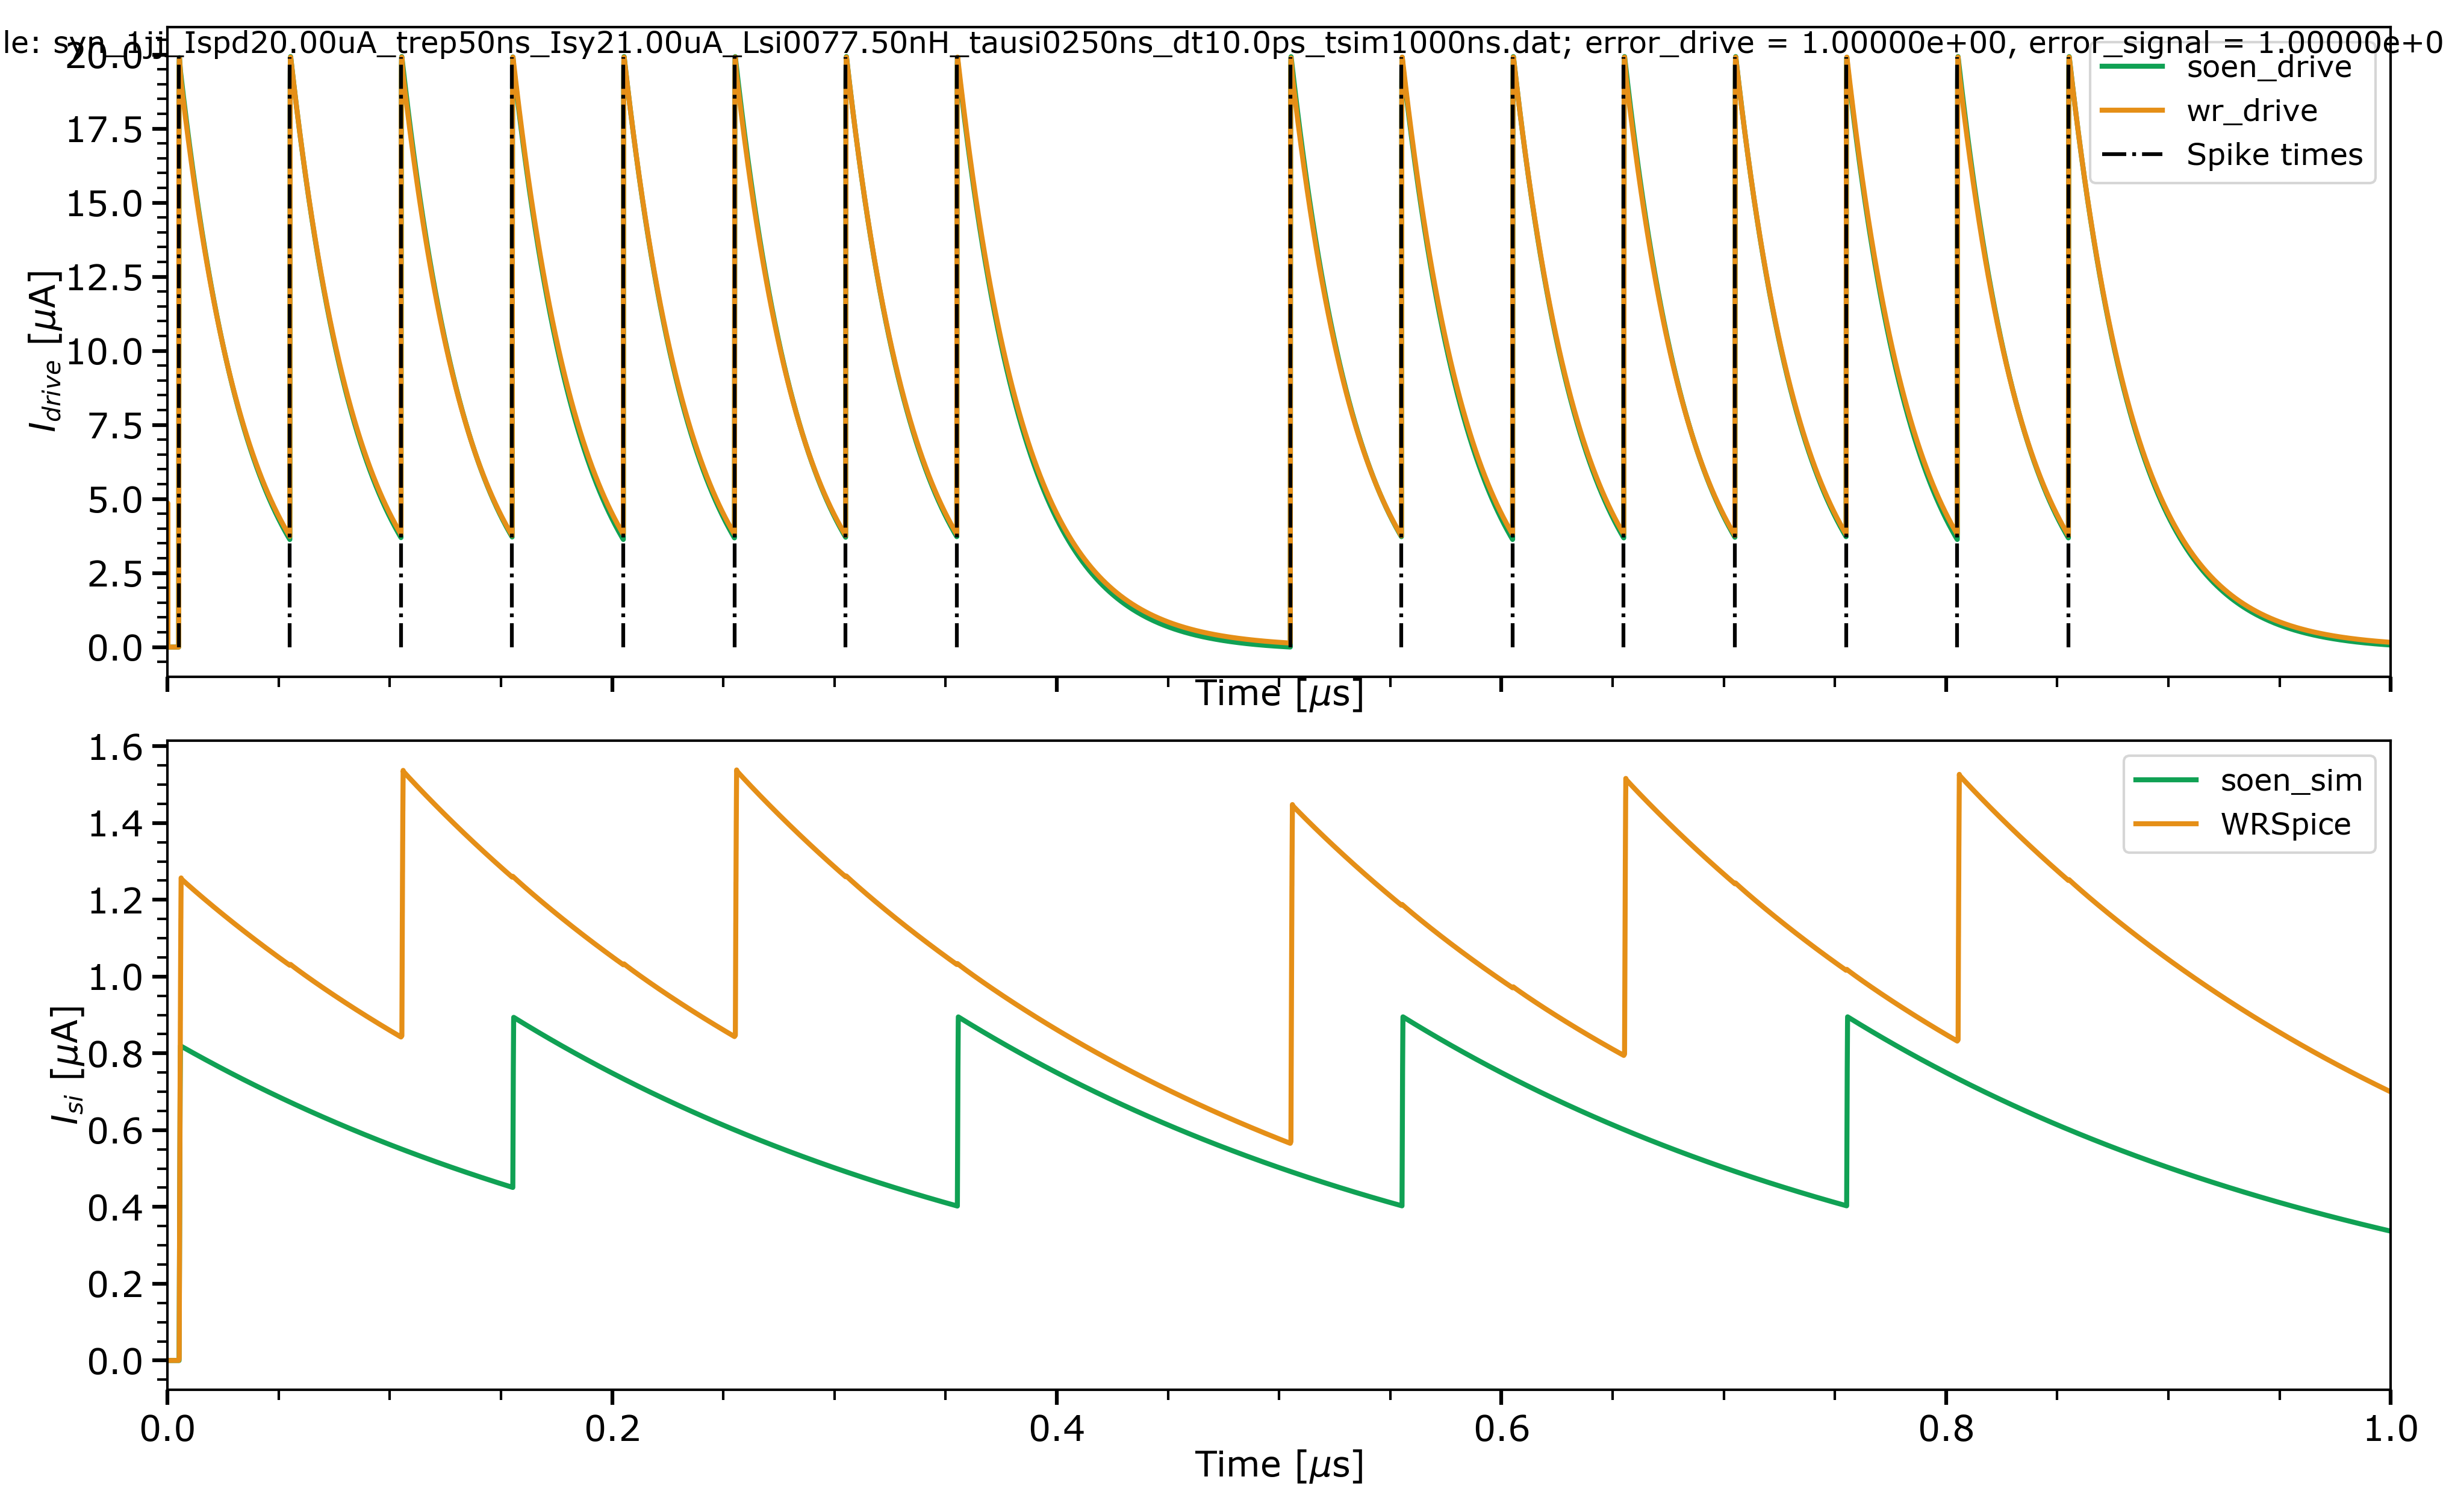 le: syn_1jj_Ispd20.00uA_trep50ns_Isy21.00uA_Lsi0077.50nH_tausi0250ns_dt10.0ps_tsim1000ns.dat; error_drive = 1.00000e+00, error_signal = 1.00000e+0
20.0
17.5
15.0
12.5
10.0
7.5
5.0
2.5
0.0
I_drive [μA]
soen_drive
wr_drive
Spike times
Time [μs]
1.6
1.4
1.2
1.0
0.8
0.6
0.4
0.2
0.0
I_si [μA]
soen_sim
WRSpice
0.0 0.2 0.4 0.6 0.8 1.0
Time [μs]